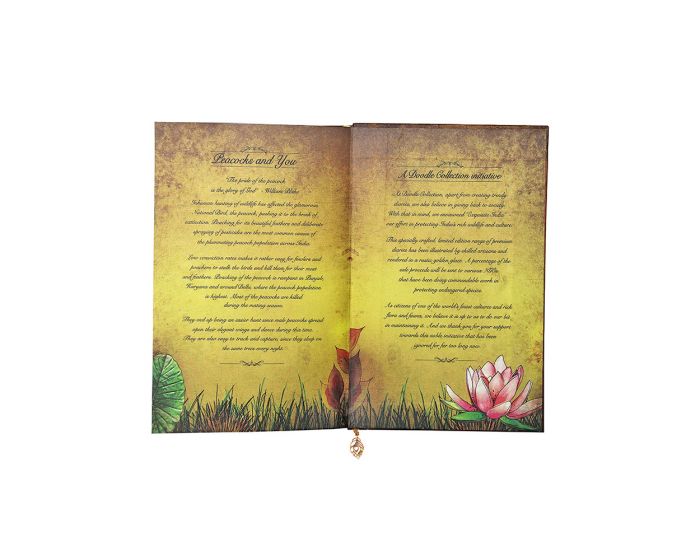 Peacocks and You
"The pride of the peacock
is the glory of God" - William Blake
Inhuman hunting of wildlife has affected the glamorous
National Bird, the peacock, pushing it to the brink of
extinction. Poaching for its beautiful feathers and deliberate
spraying of pesticides are the most common causes of
the plummeting peacock population across India.
Low conviction rates makes it rather easy for fowlers and
poachers to stalk the birds and kill them for their meat
and feathers. Poaching of the peacock is rampant in Punjab,
Haryana and around Delhi, where the peacock population
is highest. Most of the peacocks are killed
during the mating season.
They end up being an easier hunt since male peacocks spread
open their elegant wings and dance during this time.
They are also easy to track and capture, since they sleep on
the same trees every night.
A Doodle Collection initiative
At Doodle Collection, apart from creating trendy
diaries, we also believe in giving back to society.
With that in mind, we announced "Exquisite India"
our effort in protecting India's rich wildlife and culture.
This specially crafted, limited edition range of premium
diaries has been illustrated by skilled artisans and
rendered in a rustic golden glaze. A percentage of the
sale proceeds will be sent to various NGOs
that have been doing commendable work in
protecting endangered species.
As citizens of one of the world's finest cultures and rich
flora and fauna, we believe it is up to us to do our bit
in maintaining it. And we thank you for your support
towards this noble initiative that has been
ignored for far too long now.